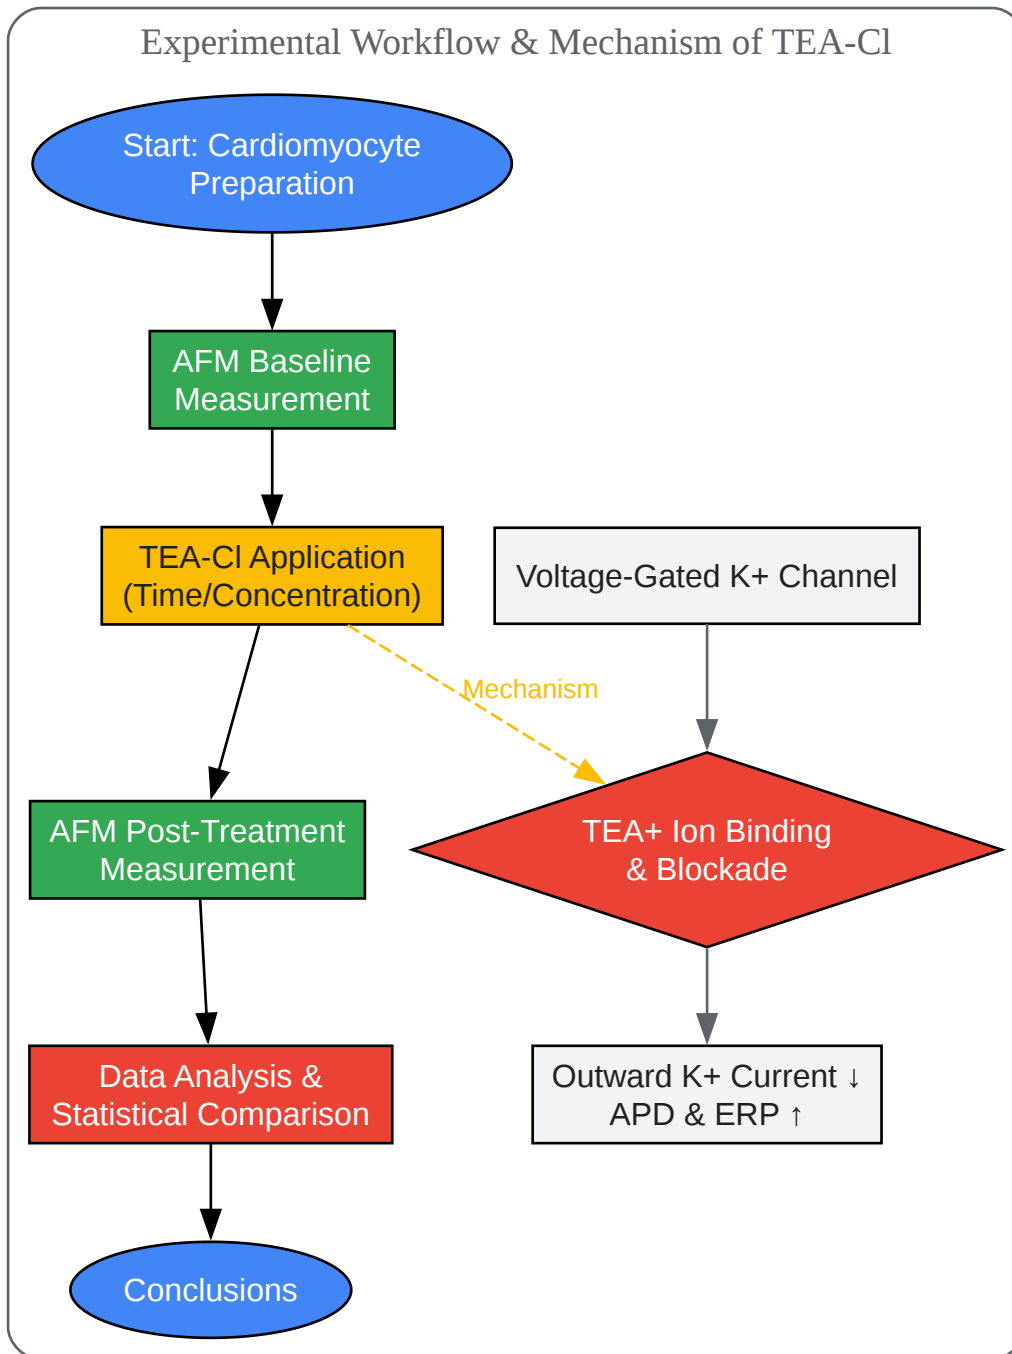 Experimental Workflow & Mechanism of TEA-Cl
Start: Cardiomyocyte
Preparation
AFM Baseline
Measurement
TEA-Cl Application
(Time/Concentration)
Voltage-Gated K+ Channel
Mechanism
AFM Post-Treatment
Measurement
TEA+ Ion Binding
& Blockade
Data Analysis &
Statistical Comparison
Outward K+ Current ↓
APD & ERP ↑
Conclusions